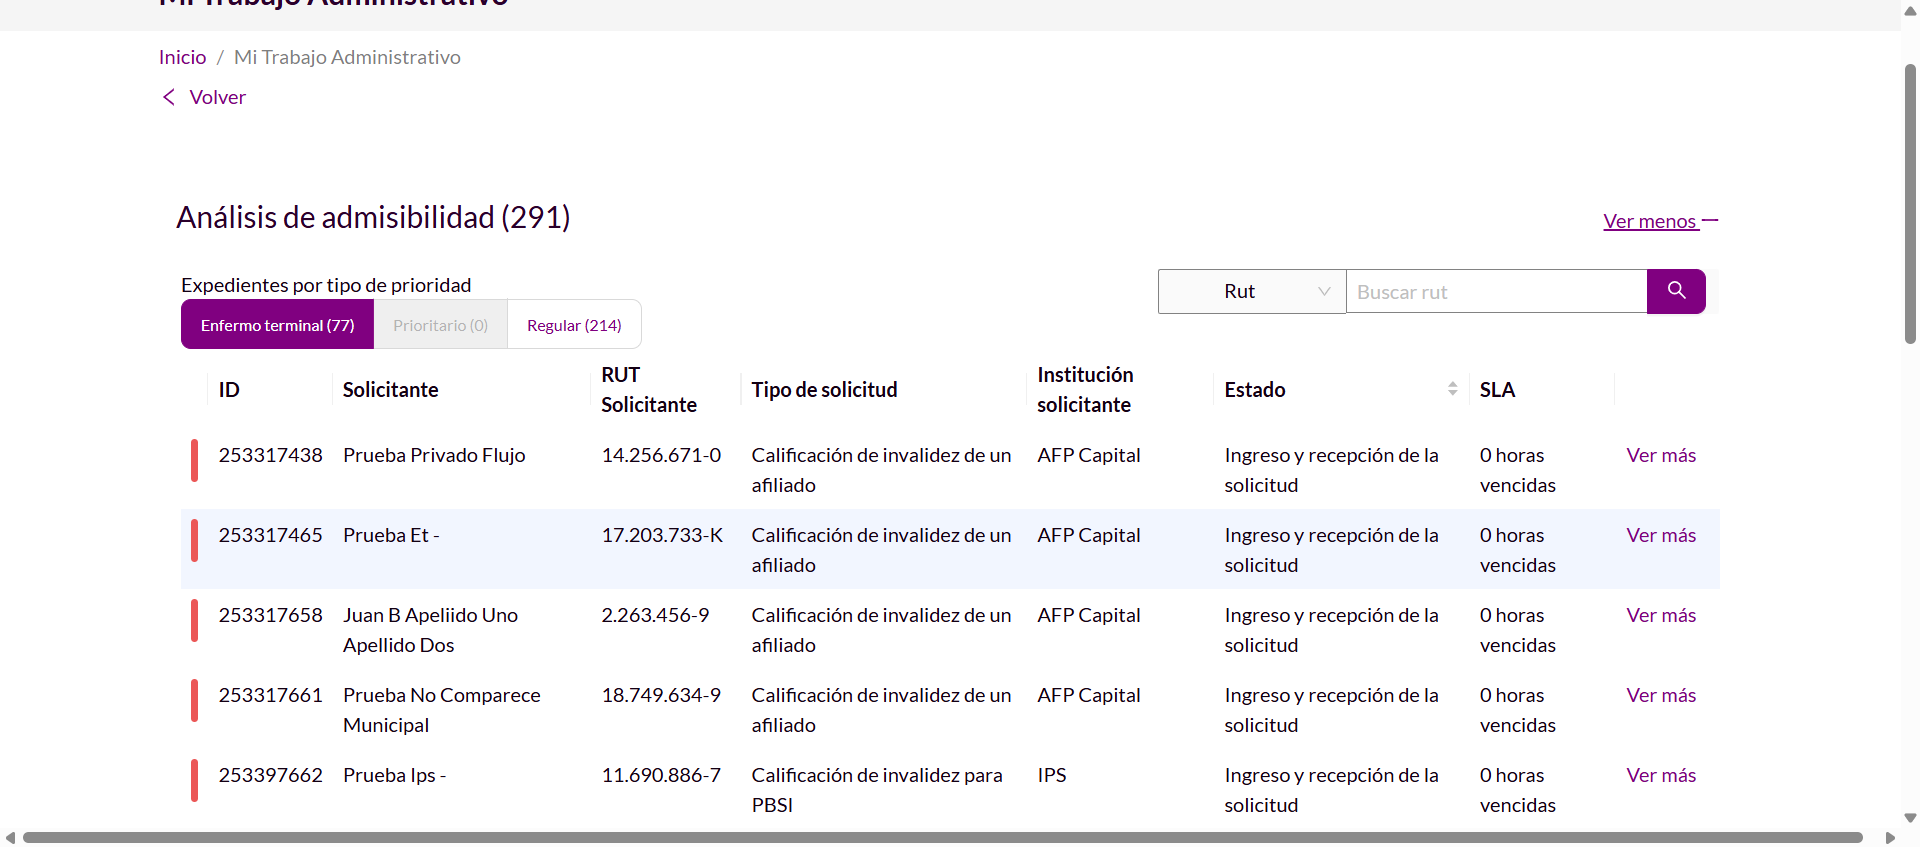 Mi Trabajo Administrativo
Inicio / Mi Trabajo Administrativo
Volver
Análisis de admisibilidad (291)
Ver menos
Expedientes por tipo de prioridad
Rut
Buscar rut
Enfermo terminal (77)
Prioritario (0)
Regular (214)
ID
Solicitante
RUT
Solicitante
Tipo de solicitud
Institución
solicitante
Estado
SLA
253317438
Prueba Privado Flujo
14.256.671-0
Calificación de invalidez de un
afiliado
AFP Capital
Ingreso y recepción de la
solicitud
0 horas
vencidas
Ver más
253317465
Prueba Et -
17.203.733-K
Calificación de invalidez de un
afiliado
AFP Capital
Ingreso y recepción de la
solicitud
0 horas
vencidas
Ver más
253317658
Juan B Apeliido Uno
Apellido Dos
2.263.456-9
Calificación de invalidez de un
afiliado
AFP Capital
Ingreso y recepción de la
solicitud
0 horas
vencidas
Ver más
253317661
Prueba No Comparece
Municipal
18.749.634-9
Calificación de invalidez de un
afiliado
AFP Capital
Ingreso y recepción de la
solicitud
0 horas
vencidas
Ver más
253397662
Prueba Ips -
11.690.886-7
Calificación de invalidez para
PBSI
IPS
Ingreso y recepción de la
solicitud
0 horas
vencidas
Ver más